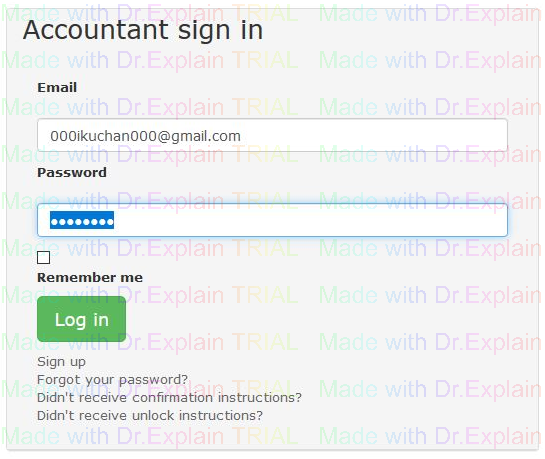 Accountant sign in
Email
000ikuchan000@gmail.com
Password
••••••••
Remember me
Log in
Sign up
Forgot your password?
Didn't receive confirmation instructions?
Didn't receive unlock instructions?
Made with Dr.Explain TRIAL Made with Dr.Explain
Made with Dr.Explain TRIAL Made with Dr.Explain
Made with Dr.Explain TRIAL Made with Dr.Explain
Made with Dr.Explain TRIAL Made with Dr.Explain
Made with Dr.Explain TRIAL Made with Dr.Explain
Made with Dr.Explain TRIAL Made with Dr.Explain
Made with Dr.Explain TRIAL Made with Dr.Explain
Made with Dr.Explain TRIAL Made with Dr.Explain
Made with Dr.Explain TRIAL Made with Dr.Explain
Made with Dr.Explain TRIAL Made with Dr.Explain